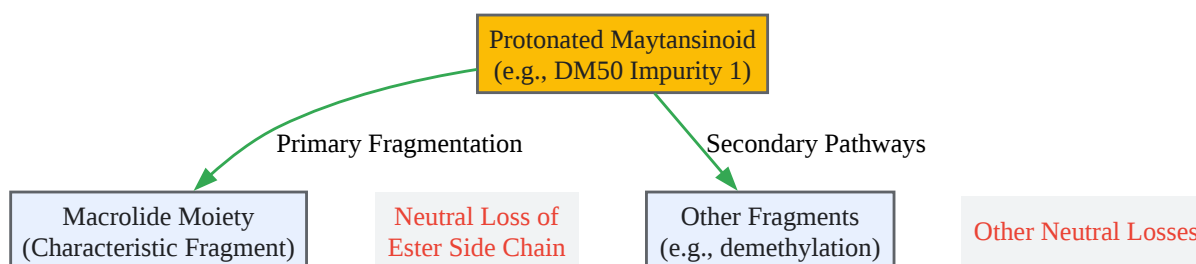 Protonated Maytansinoid
(e.g., DM50 Impurity 1)
Primary Fragmentation
Secondary Pathways
Macrolide Moiety
(Characteristic Fragment)
Neutral Loss of
Ester Side Chain
Other Fragments
(e.g., demethylation)
Other Neutral Losses